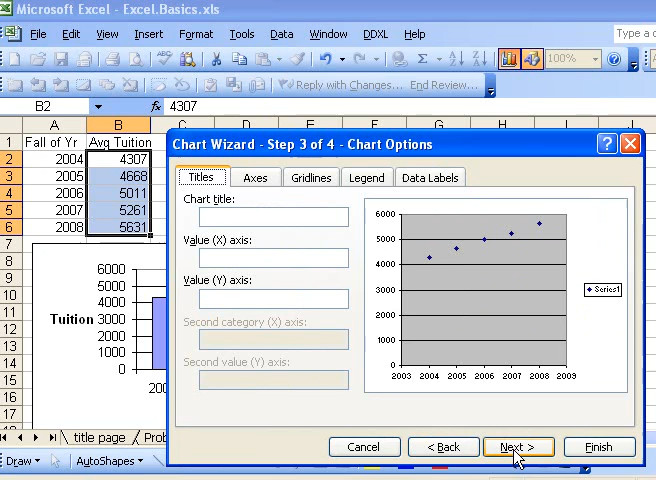 Microsoft Excel - Excel.Basics.xls
File Edit View Insert Format Tools Data Window DDXL Help
Type a
Σ 100%
Reply with Changes... End Review...
B2 fx 4307
A B C D E F G H I J
1 Fall of Yr Avg Tuition
2 2004 4307
3 2005 4668
4 2006 5011
5 2007 5261
6 2008 5631
7
8
9
10
11
12
13
14
15
16
17
6000
5000
4000
Tuition 3000
2000
1000
0
200
Chart Wizard - Step 3 of 4 - Chart Options
Titles Axes Gridlines Legend Data Labels
Chart title:
Value (X) axis:
Value (Y) axis:
Second category (X) axis:
Second value (Y) axis:
6000
5000
4000
3000
2000
1000
0
2003 2004 2005 2006 2007 2008 2009
Series1
Cancel < Back Next > Finish
title page Prob
Draw AutoShapes